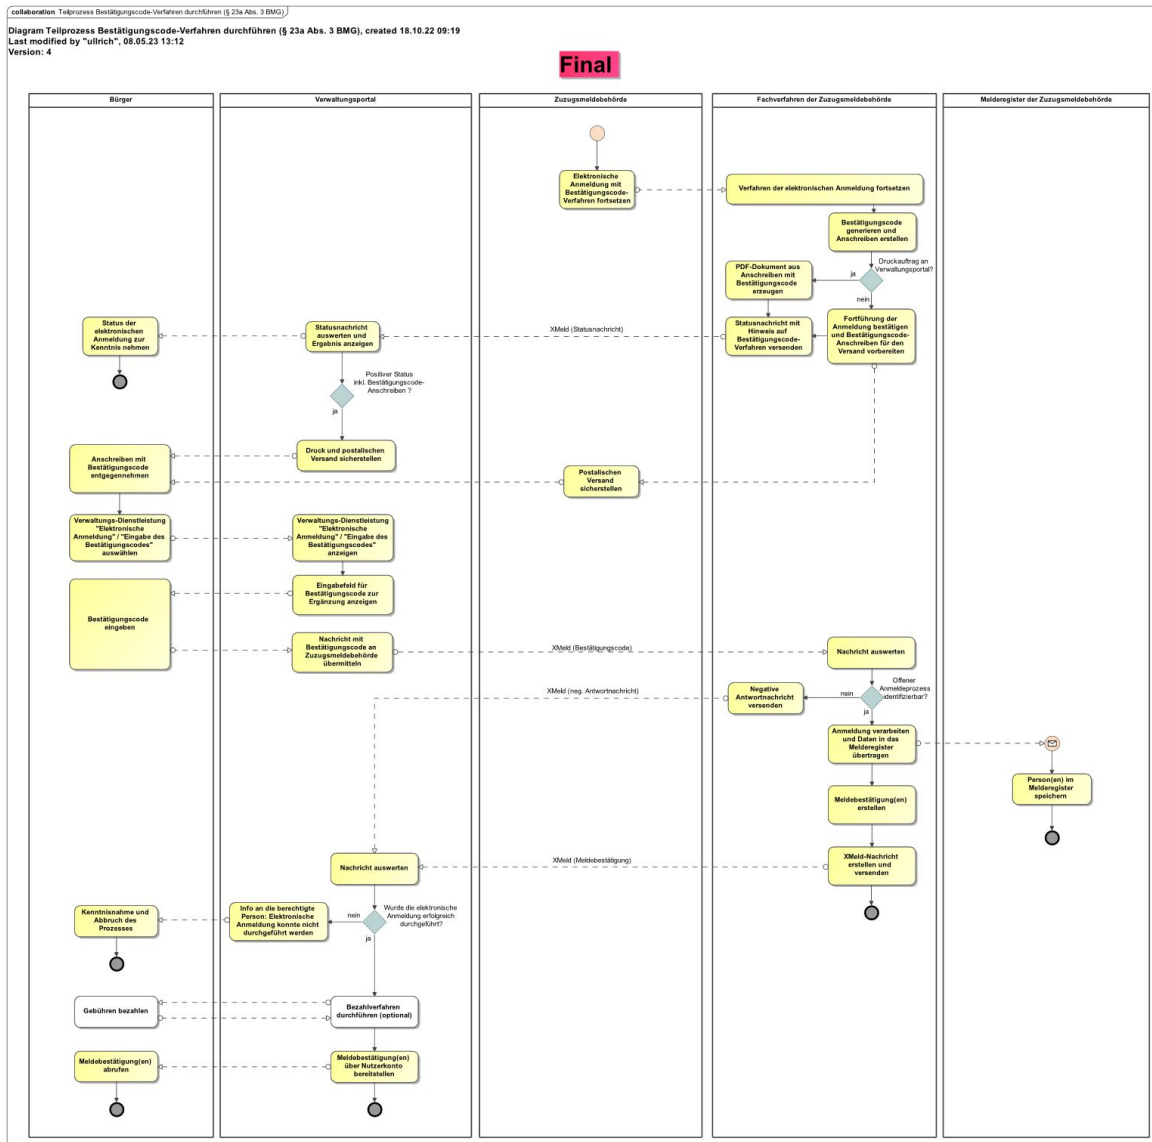 collaboration Teilprozess Bestätigungscode-Verfahren durchführen (§ 23a Abs. 3 BMG)
Diagram Teilprozess Bestätigungscode-Verfahren durchführen (§ 23a Abs. 3 BMG), created 18.10.22 09:19
Last modified by "ullrich", 08.05.23 13:12
Version: 4
Final
Bürger
Verwaltungsportal
Zuzugsmeldebehörde
Fachverfahren der Zuzugsmeldebehörde
Melderegister der Zuzugsmeldebehörde
Elektronische
Anmeldung mit
Bestätigungscode-
Verfahren fortsetzen
Verfahren der elektronischen Anmeldung fortsetzen
Bestätigungscode
generieren und
Anschreiben erstellen
Druckauftrag an
Verwaltungsportal?
ja
nein
PDF-Dokument aus
Anschreiben mit
Bestätigungscode
erzeugen
Fortführung der
Anmeldung bestätigen
und Bestätigungscode-
Anschreiben für den
Versand vorbereiten
Statusnachricht mit
Hinweis auf
Bestätigungscode-
Verfahren versenden
XMeld (Statusnachricht)
Statusnachricht
auswerten und
Ergebnis anzeigen
Status der
elektronischen
Anmeldung zur
Kenntnis nehmen
Positiver Status
inkl. Bestätigungscode-
Anschreiben ?
ja
Druck und postalischen
Versand sicherstellen
Anschreiben mit
Bestätigungscode
entgegennehmen
Postalischen
Versand
sicherstellen
Verwaltungs-Dienstleistung
"Elektronische
Anmeldung" / "Eingabe des
Bestätigungscodes"
auswählen
Verwaltungs-Dienstleistung
"Elektronische
Anmeldung" / "Eingabe des
Bestätigungscodes"
anzeigen
Eingabefeld für
Bestätigungscode zur
Ergänzung anzeigen
Bestätigungscode
eingeben
Nachricht mit
Bestätigungscode an
Zuzugsmeldebehörde
übermitteln
XMeld (Bestätigungscode)
Nachricht auswerten
Offener
Anmeldeprozess
identifizierbar?
nein
ja
Negative
Antwortnachricht
versenden
XMeld (neg. Antwortnachricht)
Anmeldung verarbeiten
und Daten in das
Melderegister
übertragen
Person(en) im
Melderegister
speichern
Meldebestätigung(en)
erstellen
XMeld-Nachricht
erstellen und
versenden
XMeld (Meldebestätigung)
Nachricht auswerten
Wurde die elektronische
Anmeldung erfolgreich
durchgeführt?
nein
ja
Info an die berechtigte
Person: Elektronische
Anmeldung konnte nicht
durchgeführt werden
Kenntnisnahme und
Abbruch des
Prozesses
Gebühren bezahlen
Bezahlverfahren
durchführen (optional)
Meldebestätigung(en)
abrufen
Meldebestätigung(en)
über Nutzerkonto
bereitstellen